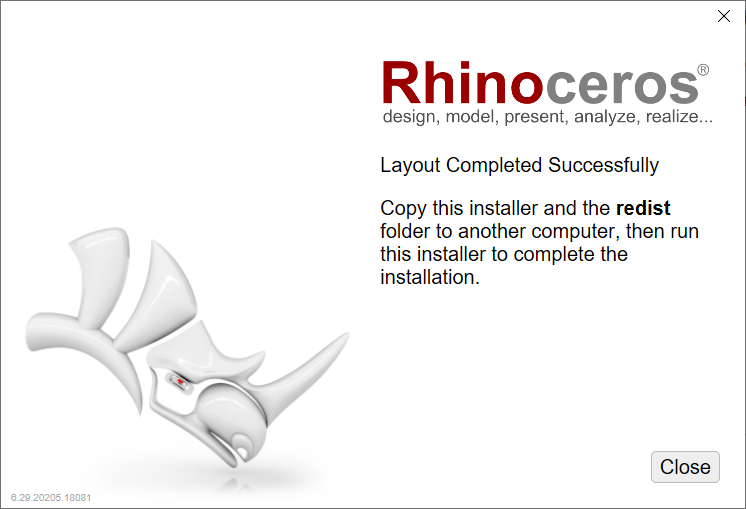 Rhinoceros®
design, model, present, analyze, realize...
Layout Completed Successfully
Copy this installer and the redist
folder to another computer, then run
this installer to complete the
installation.
Close
6.29.20205.18081